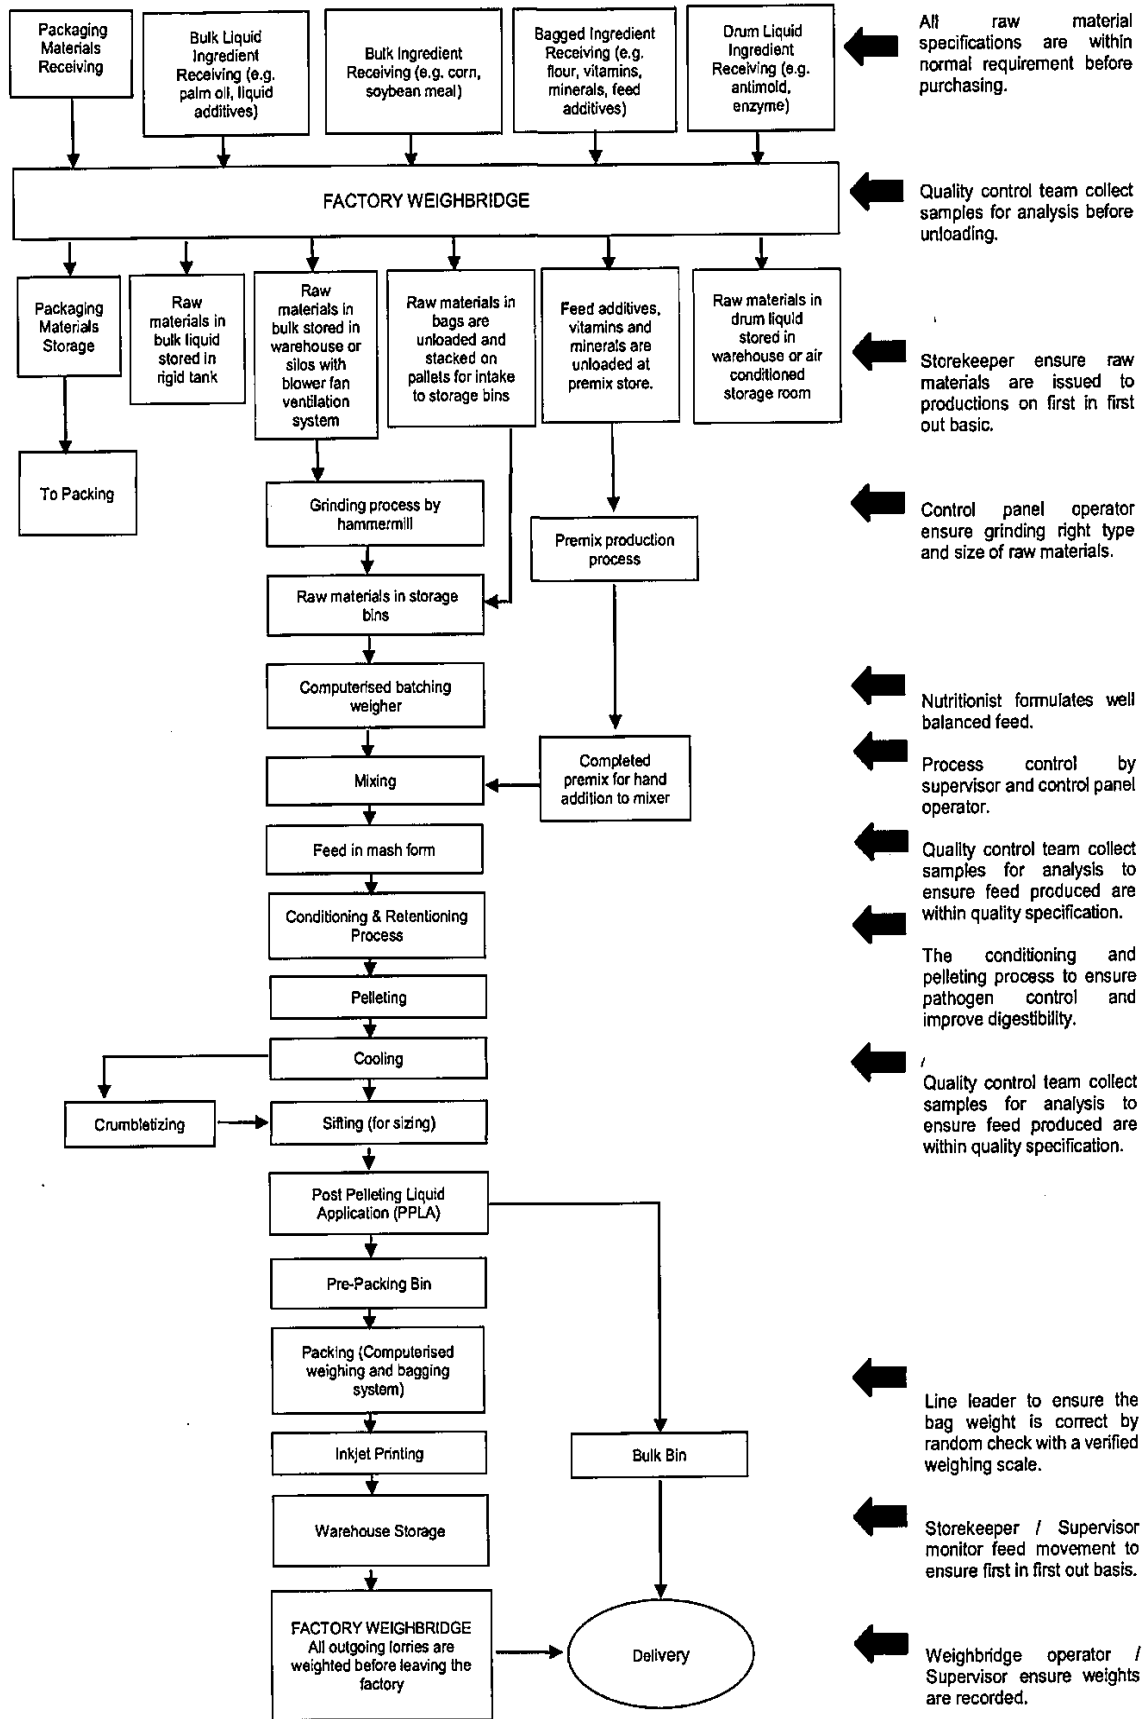 Packaging
Materials
Receiving
Bulk Liquid
Ingredient
Receiving (e.g.
palm oil, liquid
additives)
Bulk Ingredient
Receiving (e.g. corn,
soybean meal)
Bagged Ingredient
Receiving (e.g.
flour, vitamins,
minerals, feed
additives)
Drum Liquid
Ingredient
Receiving (e.g.
antimold,
enzyme)
All raw material
specifications are within
normal requirement before
purchasing.
FACTORY WEIGHBRIDGE
Quality control team collect
samples for analysis before
unloading.
Packaging
Materials
Storage
Raw
materials in
bulk liquid
stored in
rigid tank
Raw
materials in
bulk stored in
warehouse or
silos with
blower fan
ventilation
system
Raw materials in
bags are
unloaded and
stacked on
pallets for intake
to storage bins
Feed additives,
vitamins and
minerals are
unloaded at
premix store.
Raw materials in
drum liquid
stored in
warehouse or air
conditioned
storage room
Storekeeper ensure raw
materials are issued to
productions on first in first
out basic.
To Packing
Grinding process by
hammermill
Premix production
process
Control panel operator
ensure grinding right type
and size of raw materials.
Raw materials in storage
bins
Computerised batching
weigher
Nutritionist formulates well
balanced feed.
Mixing
Completed
premix for hand
addition to mixer
Process control by
supervisor and control panel
operator.
Feed in mash form
Quality control team collect
samples for analysis to
ensure feed produced are
within quality specification.
Conditioning & Retentioning
Process
The conditioning and
pelleting process to ensure
pathogen control and
improve digestibility.
Pelleting
Cooling
Crumbletizing
Sifting (for sizing)
Quality control team collect
samples for analysis to
ensure feed produced are
within quality specification.
Post Pelleting Liquid
Application (PPLA)
Pre-Packing Bin
Packing (Computerised
weighing and bagging
system)
Line leader to ensure the
bag weight is correct by
random check with a verified
weighing scale.
Inkjet Printing
Bulk Bin
Warehouse Storage
Storekeeper / Supervisor
monitor feed movement to
ensure first in first out basis.
FACTORY WEIGHBRIDGE
All outgoing lorries are
weighted before leaving the
factory
Delivery
Weighbridge operator /
Supervisor ensure weights
are recorded.